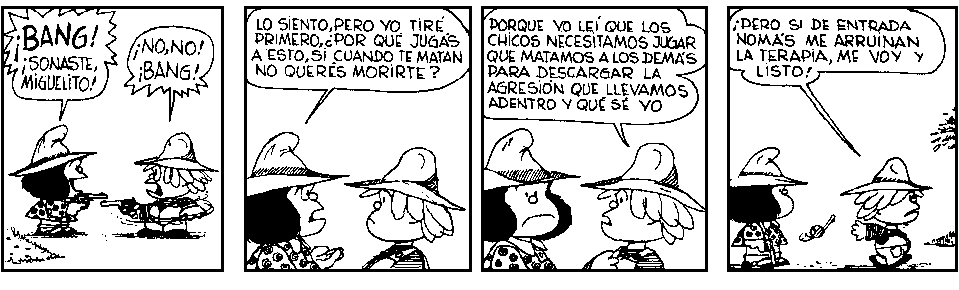 ¡BANG!
¡SONASTE,
MIGUELITO!
¡NO, NO!
¡BANG!
LO SIENTO, PERO YO TIRÉ
PRIMERO, ¿POR QUÉ JUGÁS
A ESTO, SI CUANDO TE MATAN
NO QUERÉS MORIRTE?
PORQUE YO LEÍ QUE LOS
CHICOS NECESITAMOS JUGAR
QUE MATAMOS A LOS DEMÁS
PARA DESCARGAR LA
AGRESIÓN QUE LLEVAMOS
ADENTRO Y QUÉ SÉ YO
¡PERO SI DE ENTRADA
NOMÁS ME ARRUINAN
LA TERAPIA, ME VOY Y
LISTO!